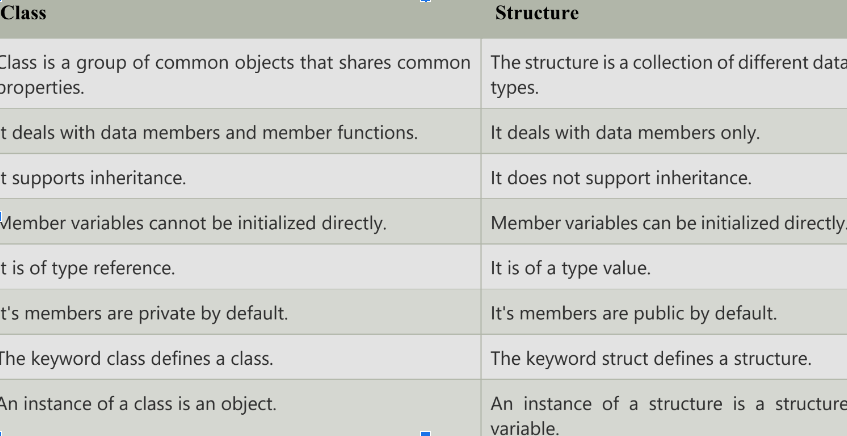 Class Structure
Class is a group of common objects that shares common The structure is a collection of different data
properties. types.
t deals with data members and member functions. It deals with data members only.
t supports inheritance. It does not support inheritance.
Member variables cannot be initialized directly. Member variables can be initialized directly.
t is of type reference. It is of a type value.
t's members are private by default. It's members are public by default.
The keyword class defines a class. The keyword struct defines a structure.
An instance of a class is an object. An instance of a structure is a structure
variable.